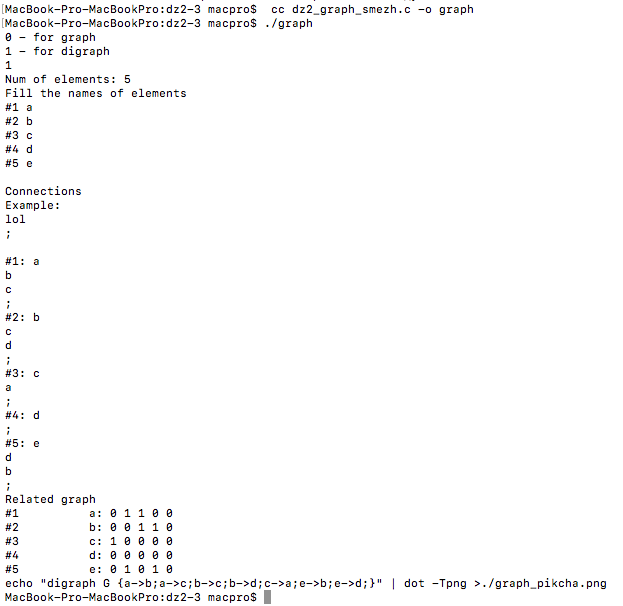 [MacBook-Pro-MacBookPro:dz2-3 macpro$  cc dz2_graph_smezh.c -o graph
[MacBook-Pro-MacBookPro:dz2-3 macpro$ ./graph
0 - for graph
1 - for digraph
1
Num of elements: 5
Fill the names of elements
#1 a
#2 b
#3 c
#4 d
#5 e
Connections
Example:
lol
;
#1: a
b
c
;
#2: b
c
d
;
#3: c
a
;
#4: d
;
#5: e
d
b
;
Related graph
#1          a: 0 1 1 0 0
#2          b: 0 0 1 1 0
#3          c: 1 0 0 0 0
#4          d: 0 0 0 0 0
#5          e: 0 1 0 1 0
echo "digraph G {a->b;a->c;b->c;b->d;c->a;e->b;e->d;}" | dot -Tpng >./graph_pikcha.png
MacBook-Pro-MacBookPro:dz2-3 macpro$